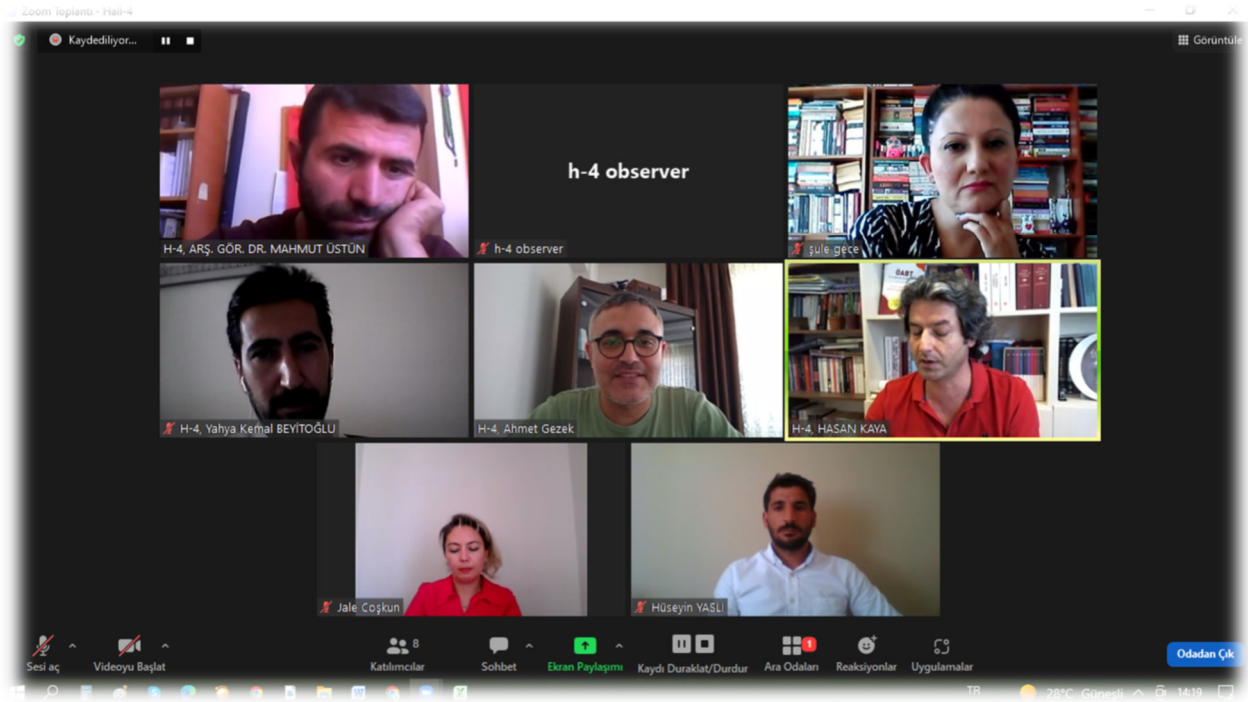 Zoom Toplantı - Hall-4
Kaydediliyor...
Görüntüle
H-4, ARŞ. GÖR. DR. MAHMUT ÜSTÜN
h-4 observer
h-4 observer
şule gece
ÖABT
H-4, Yahya Kemal BEYİTOĞLU
H-4, Ahmet Gezek
H-4, HASAN KAYA
Jale Coşkun
Hüseyin YASLI
Sesi aç
Videoyu Başlat
8
Katılımcılar
Sohbet
Ekran Paylaşımı
Kaydı Duraklat/Durdur
1
Ara Odaları
Reaksiyonlar
Uygulamalar
Odadan Çık
TR
28°C Güneşli
14:19